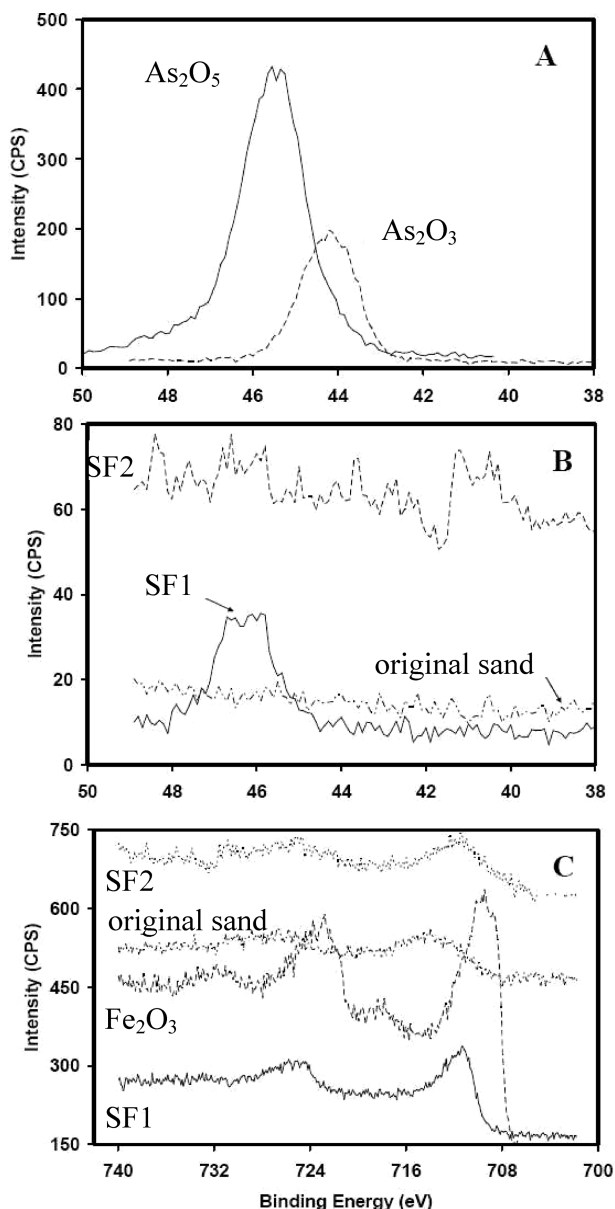 500
A
As₂O₅
400
300
As₂O₃
200
100
0
Intensity (CPS)
50 48 46 44 42 40 38
80
B
SF2
60
40
SF1
original sand
20
0
Intensity (CPS)
50 48 46 44 42 40 38
750
C
SF2
600
original sand
450
Fe₂O₃
300
SF1
150
Intensity (CPS)
740 732 724 716 708 700
Binding Energy (eV)